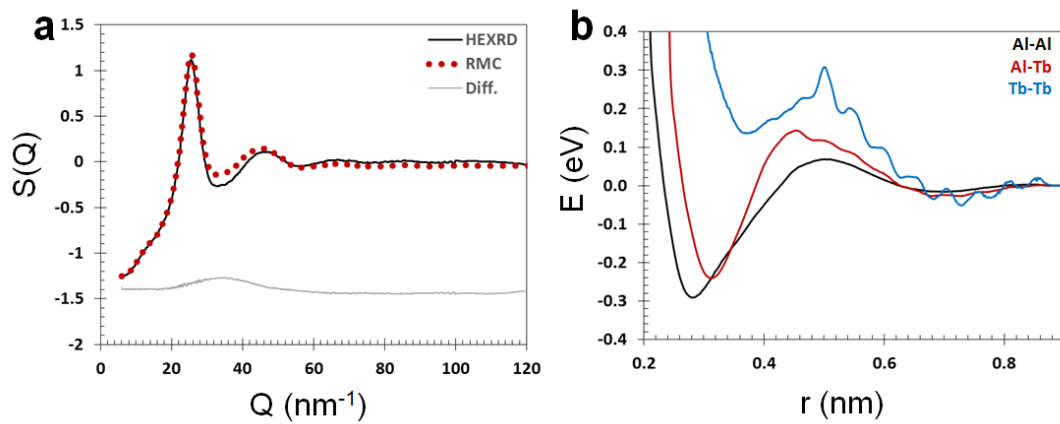 a
HEXRD
RMC
Diff.
1.5
1
0.5
0
-0.5
-1
-1.5
-2
S(Q)
0
20
40
60
80
100
120
Q (nm-1)
b
Al-Al
Al-Tb
Tb-Tb
0.4
0.3
0.2
0.1
0.0
-0.1
-0.2
-0.3
-0.4
E (eV)
0.2
0.4
0.6
0.8
r (nm)